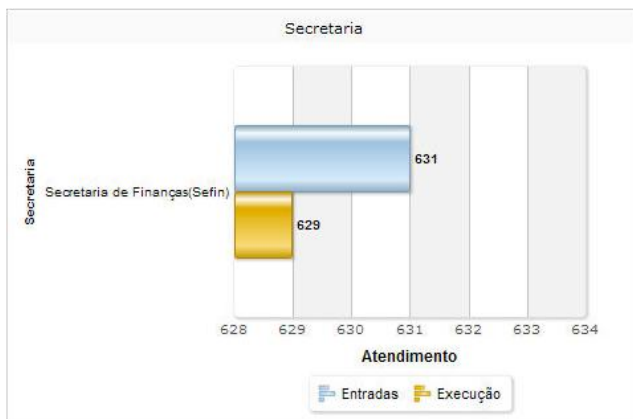 Secretaria
Secretaria
Secretaria de Finanças(Sefin)
631
629
628 629 630 631 632 633 634
Atendimento
Entradas Execução